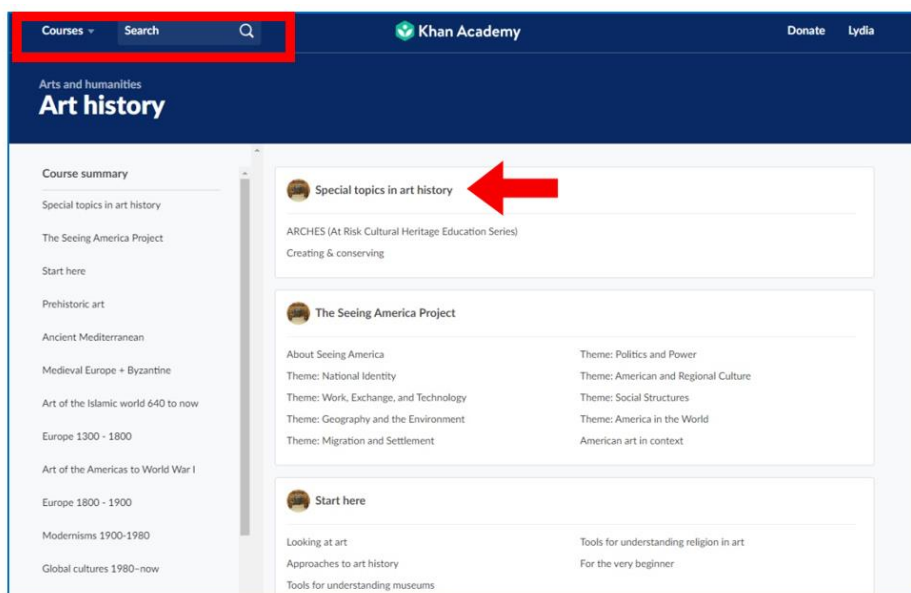 Courses Search Khan Academy Donate Lydia
Arts and humanities
Art history
Course summary
Special topics in art history
The Seeing America Project
Start here
Prehistoric art
Ancient Mediterranean
Medieval Europe + Byzantine
Art of the Islamic world 640 to now
Europe 1300 - 1800
Art of the Americas to World War I
Europe 1800 - 1900
Modernisms 1900-1980
Global cultures 1980–now
Special topics in art history
ARCHES (At Risk Cultural Heritage Education Series)
Creating & conserving
The Seeing America Project
About Seeing America
Theme: National Identity
Theme: Work, Exchange, and Technology
Theme: Geography and the Environment
Theme: Migration and Settlement
Theme: Politics and Power
Theme: American and Regional Culture
Theme: Social Structures
Theme: America in the World
American art in context
Start here
Looking at art
Approaches to art history
Tools for understanding museums
Tools for understanding religion in art
For the very beginner